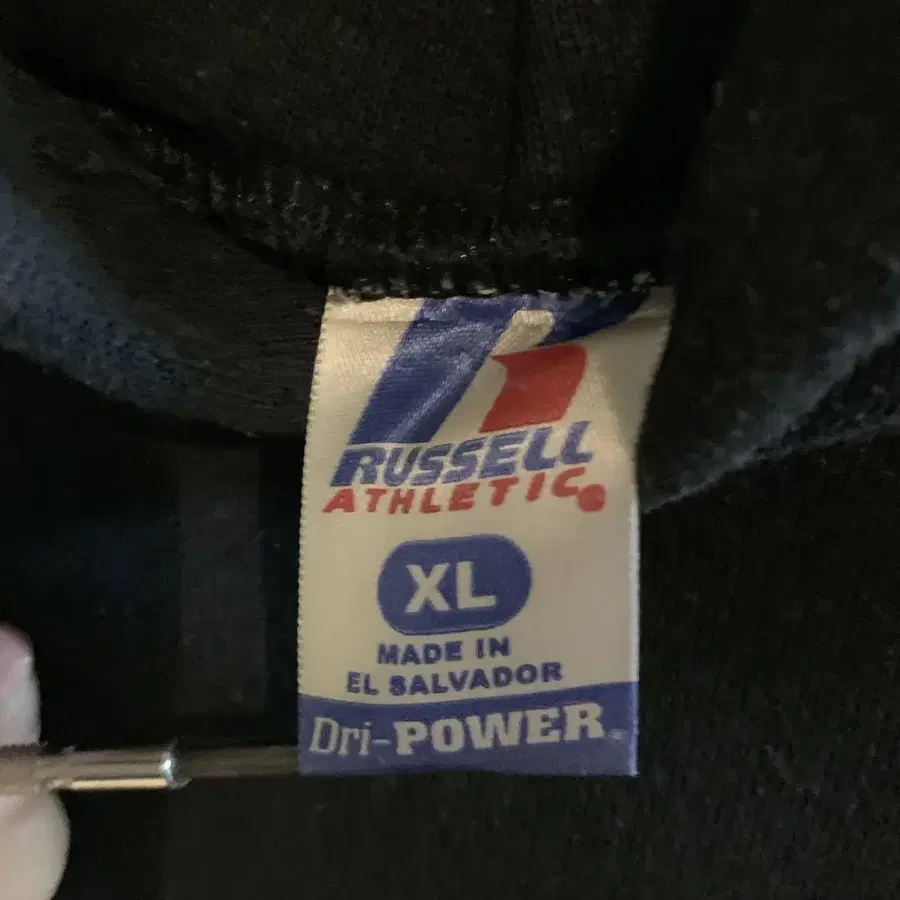 RUSSELL
ATHLETIC
XL
MADE IN
EL SALVADOR
Dri-POWER®